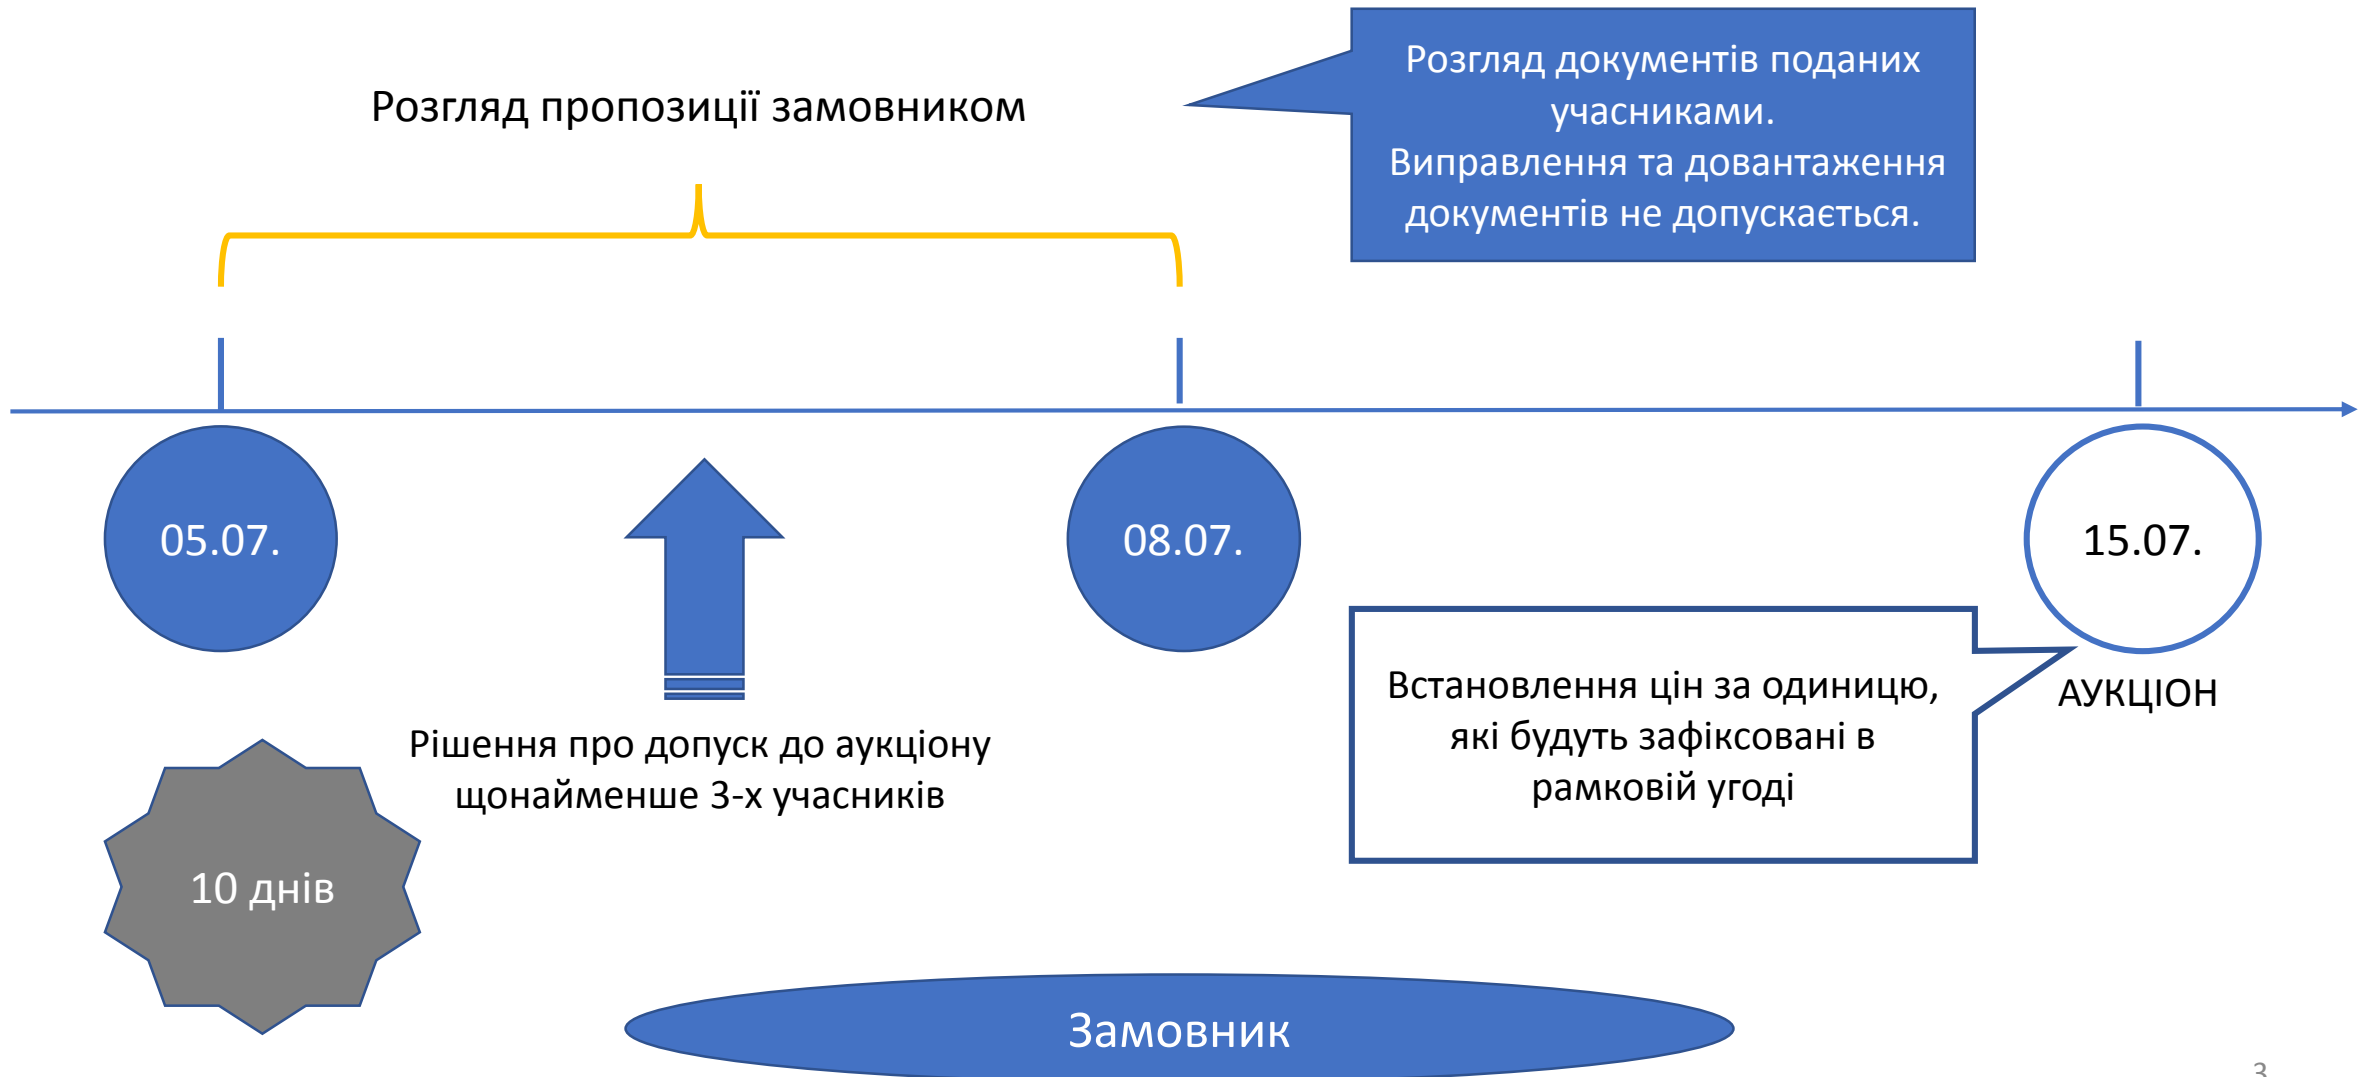 Розгляд пропозиції замовником
Розгляд документів поданих
учасниками.
Виправлення та довантаження
документів не допускається.
05.07.
08.07.
15.07.
АУКЦІОН
Рішення про допуск до аукціону
щонайменше 3-х учасників
Встановлення цін за одиницю,
які будуть зафіксовані в
рамковій угоді
10 днів
Замовник
3